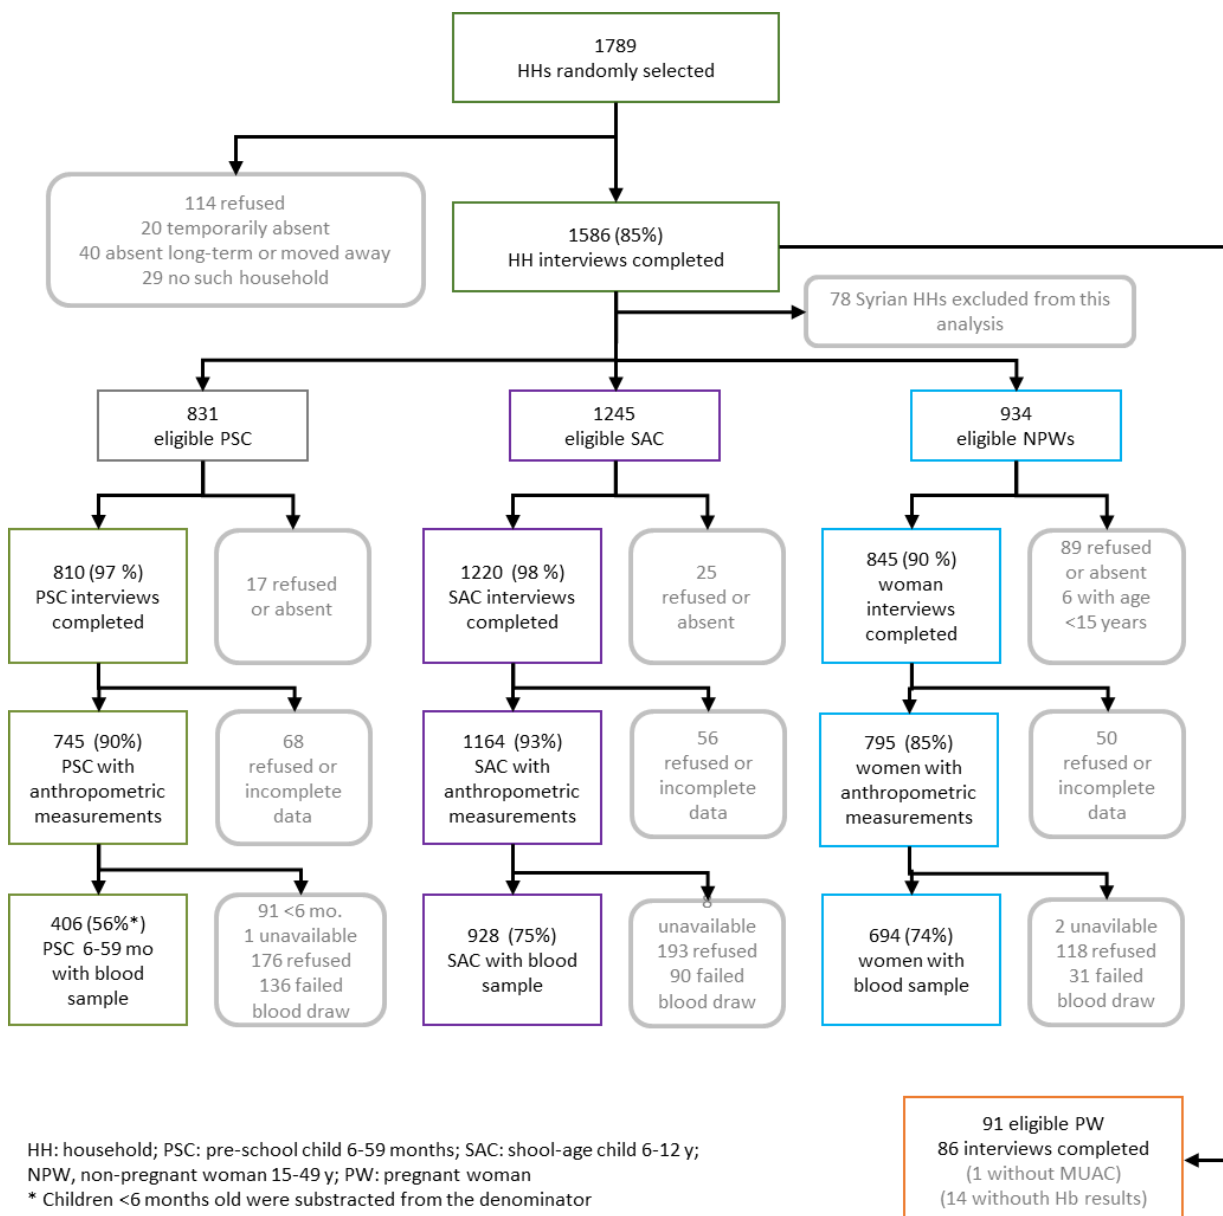 1789
HHs randomly selected
114 refused
20 temporarily absent
40 absent long-term or moved away
29 no such household
1586 (85%)
HH interviews completed
78 Syrian HHs excluded from this
analysis
831
eligible PSC
1245
eligible SAC
934
eligible NPWs
810 (97 %)
PSC interviews
completed
17 refused
or absent
1220 (98 %)
SAC interviews
completed
25
refused or
absent
845 (90 %)
woman
interviews
completed
89 refused
or absent
6 with age
<15 years
745 (90%)
PSC with
anthropometric
measurements
68
refused or
incomplete
data
1164 (93%)
SAC with
anthropometric
measurements
56
refused or
incomplete
data
795 (85%)
women with
anthropometric
measurements
50
refused or
incomplete
data
406 (56%*)
PSC 6-59 mo
with blood
sample
91 <6 mo.
1 unavailable
176 refused
136 failed
blood draw
928 (75%)
SAC with blood
sample
8
unavailable
193 refused
90 failed
blood draw
694 (74%)
women with
blood sample
2 unavilable
118 refused
31 failed
blood draw
91 eligible PW
86 interviews completed
(1 without MUAC)
(14 withouth Hb results)
HH: household; PSC: pre-school child 6-59 months; SAC: shool-age child 6-12 y;
NPW, non-pregnant woman 15-49 y; PW: pregnant woman
* Children <6 months old were substracted from the denominator